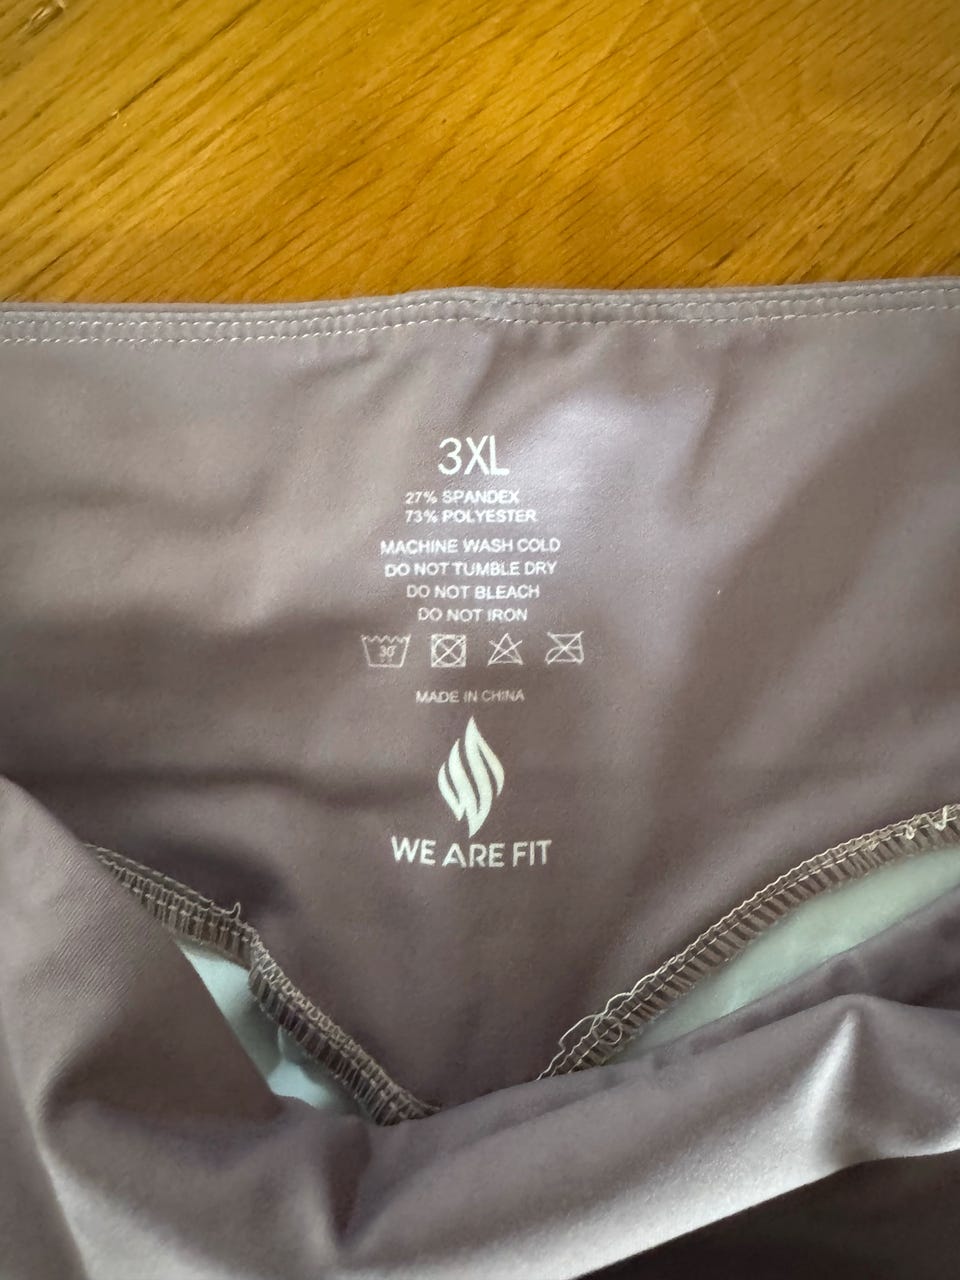 3XL
27% SPANDEX
73% POLYESTER
MACHINE WASH COLD
DO NOT TUMBLE DRY
DO NOT BLEACH
DO NOT IRON
30°
MADE IN CHINA
WE ARE FIT